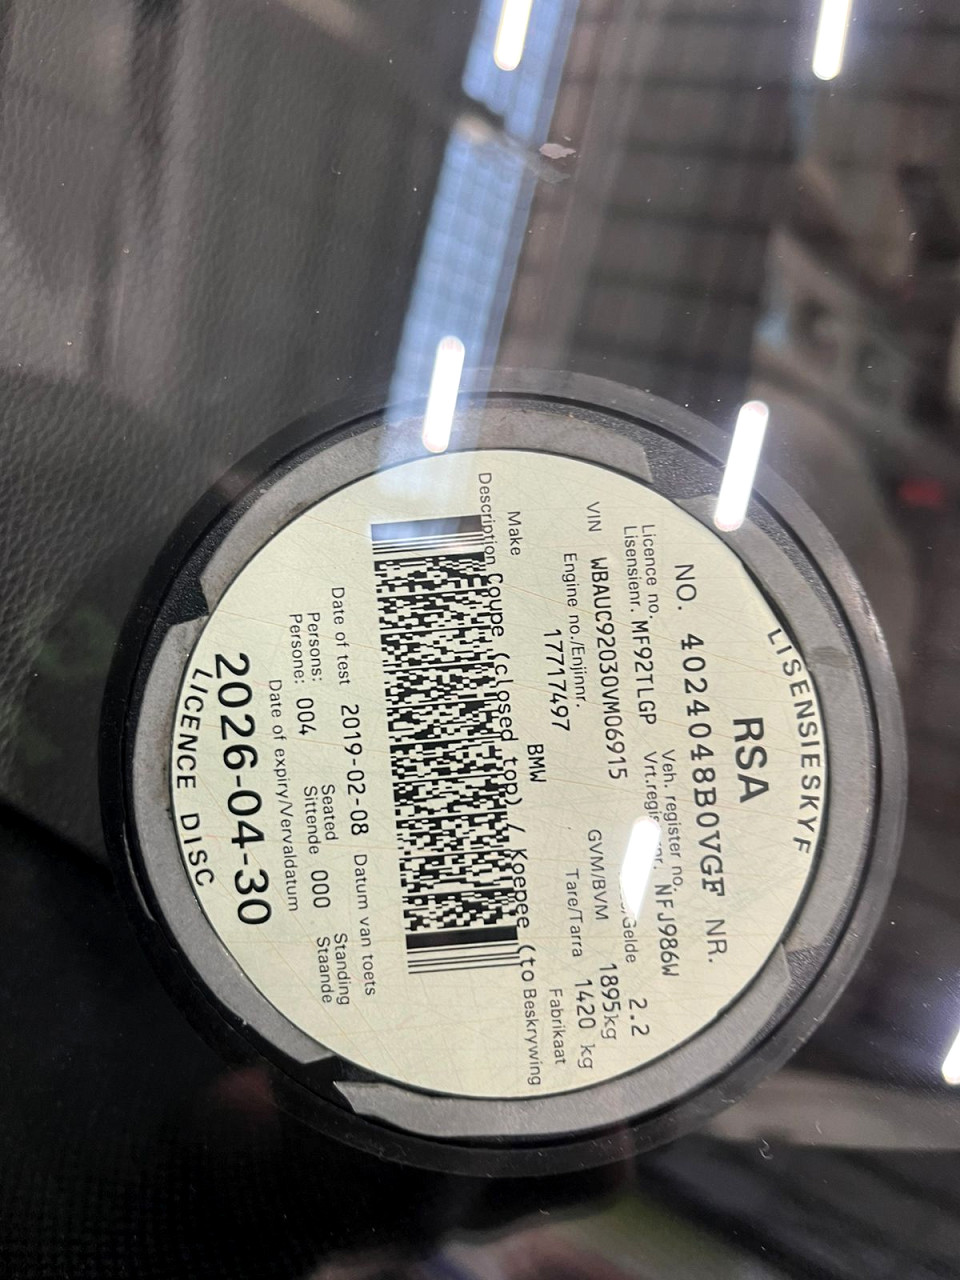 LISENSIESKYF
RSA
NO. 4024048B0VGF NR.
Licence no. Veh. register no.
Lisensienr. MF92TLGP NFJ986W
Gelde 2.2
VIN WBAUC92030VM06915 GVM/BVM 1895kg
Engine no./Enjinnr. 17717497 Tare/Tarra 1420 kg
Make BMW Fabrikaat
Description Coupe (closed top) / Koepee (to Beskrywing
Date of test 2019-02-08 Datum van toets
Persons: Seated Standing
Persone: 004 Sittende 000 Staande
Date of expiry/Vervaldatum
2026-04-30
LICENCE DISC